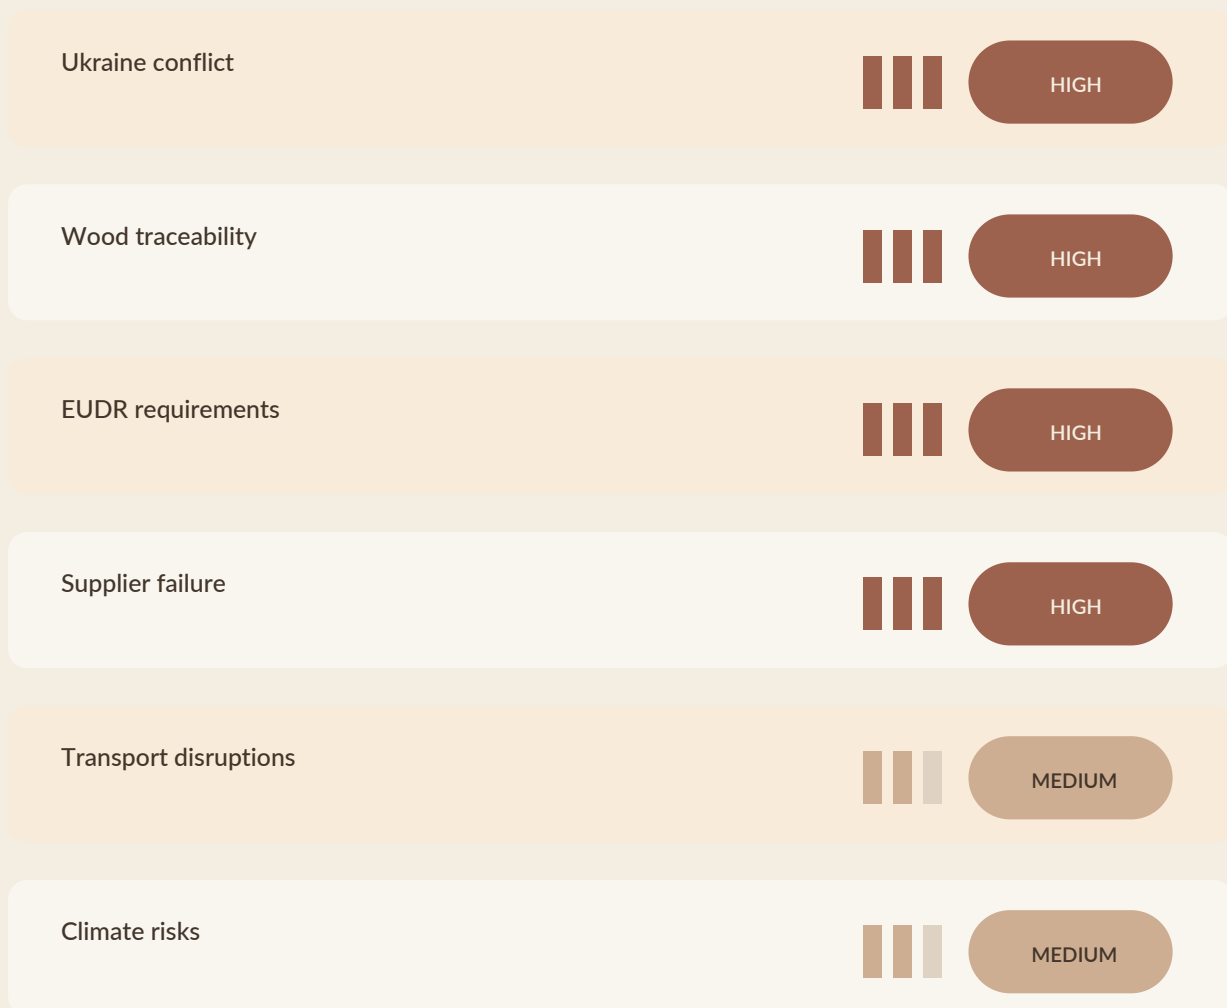 Ukraine conflict
HIGH
Wood traceability
HIGH
EUDR requirements
HIGH
Supplier failure
HIGH
Transport disruptions
MEDIUM
Climate risks
MEDIUM